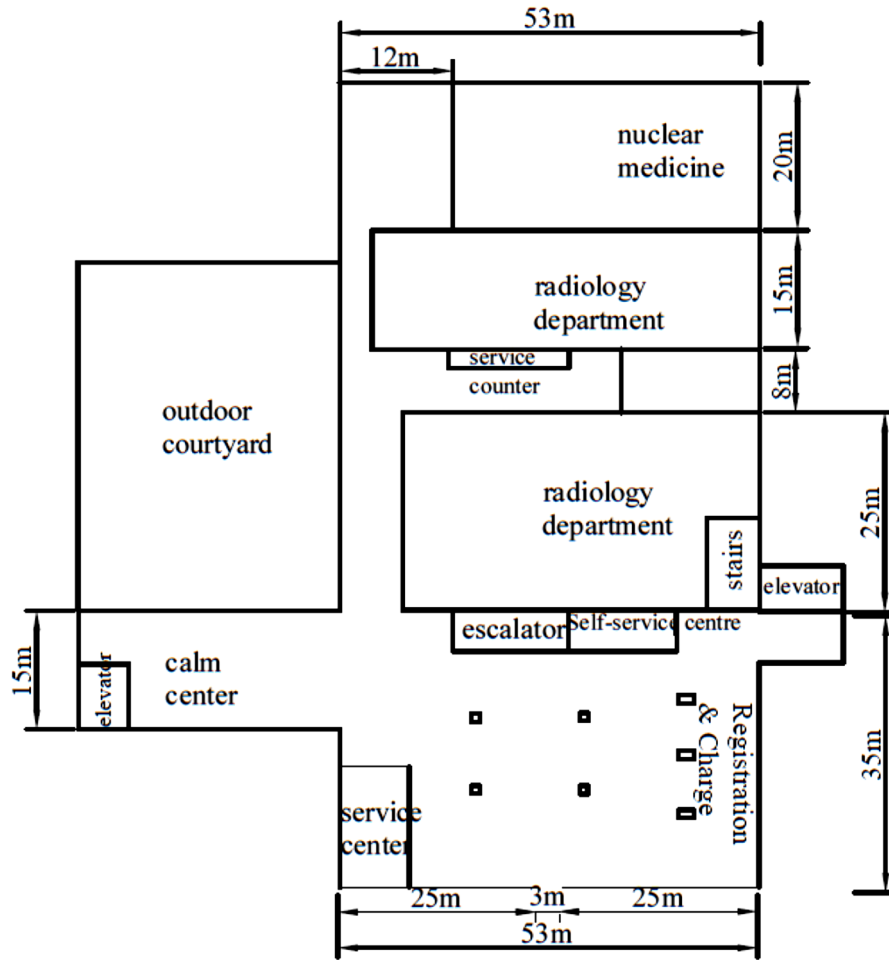 53m
12m
nuclear
medicine
20m
radiology
department
15m
service
counter
8m
outdoor
courtyard
radiology
department
25m
stairs
elevator
escalator
Self-service centre
15m
elevator
calm
center
Registration
& Charge
35m
service
center
25m
3m
25m
53m